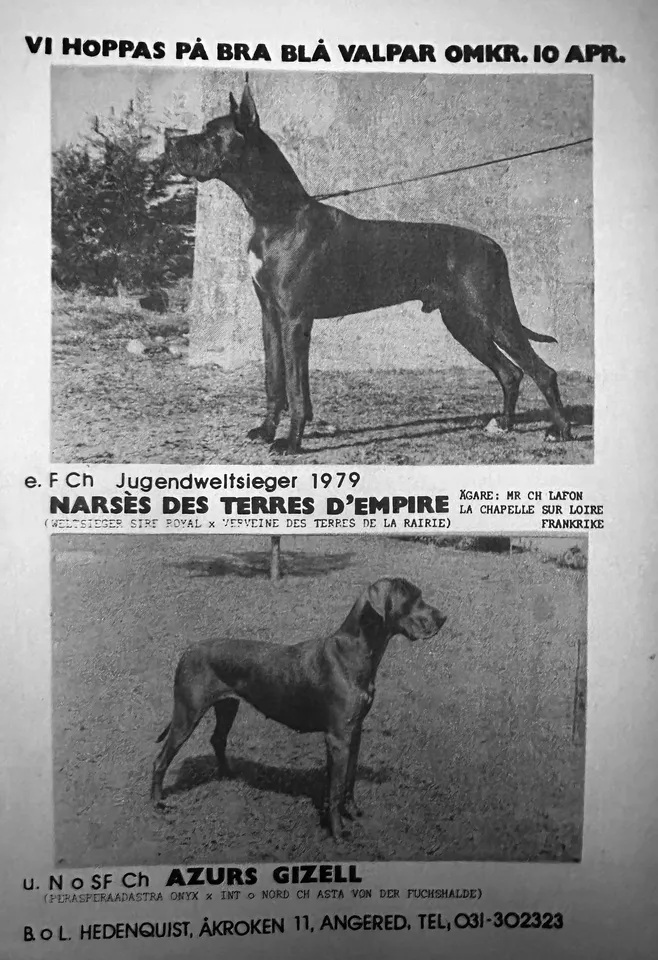 VI HOPPAS PÅ BRA BLÅ VALPAR OMKR. 10 APR.
e. F Ch Jugendweltsieger 1979
NARSÈS DES TERRES D'EMPIRE
(WELTSIEGER SIRE ROYAL x VERVEINE DES TERRES DE LA RAIRIE)
ÄGARE: MR CH LAFON
LA CHAPELLE SUR LOIRE
FRANKRIKE
u. N o SF Ch AZURS GIZELL
(PERASPERAADASTRA ONYX x INT o NORD CH ASTA VON DER FUCHSHALDE)
B. o L. HEDENQUIST, ÅKROKEN 11, ANGERED, TEL, 031-302323